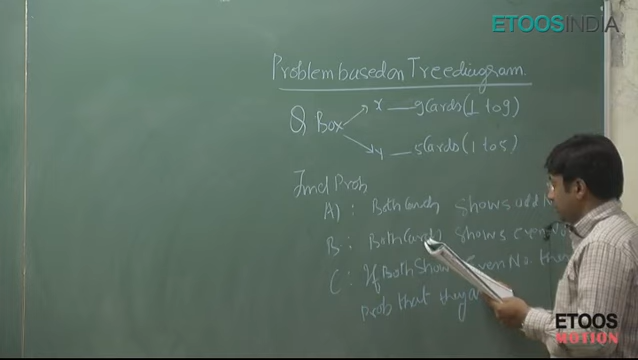 ETOOSINDIA
Problem based on Tree diagram.
Q Box
x — 9 Cards (1 to 9)
y — 5 Cards (1 to 5)
Find Prob
A) : Both Cards shows odd
B : Both Cards shows even No.
C : If Both Show Even No. then
prob that they
ETOOS
MOTION